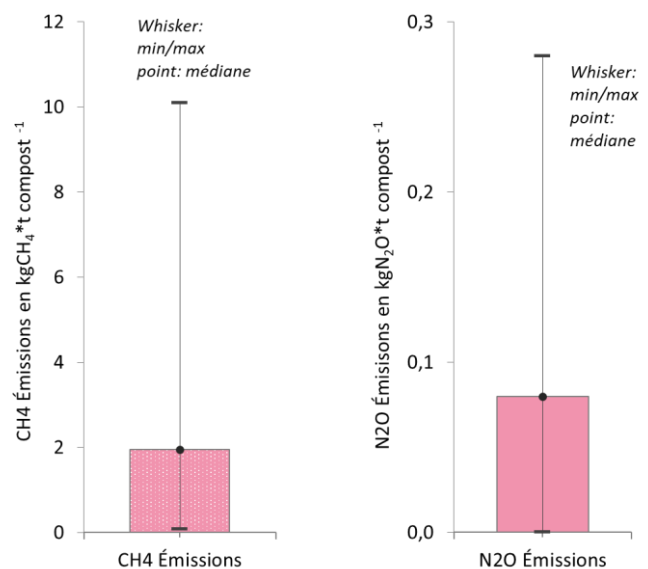 CH4 Émissions en kgCH₄*t compost ⁻¹
12
10
8
6
4
2
0
Whisker:
min/max
point: médiane
CH4 Émissions
N2O Émisisons en kgN₂O*t compost ⁻¹
0,3
0,2
0,1
0,0
Whisker:
min/max
point:
médiane
N2O Émissions